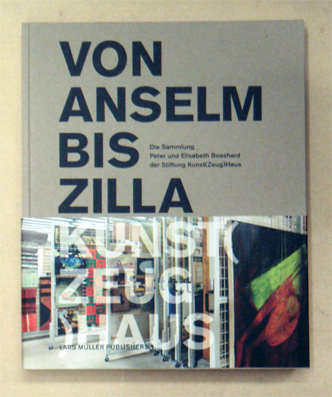 VON
ANSELM
BIS
Die Sammlung
Peter und Elisabeth Bosshard
der Stiftung Kunst(Zeug)Haus
ZILLA
KUNST(
ZEUG
)HAUS
LARS MÜLLER PUBLISHERS